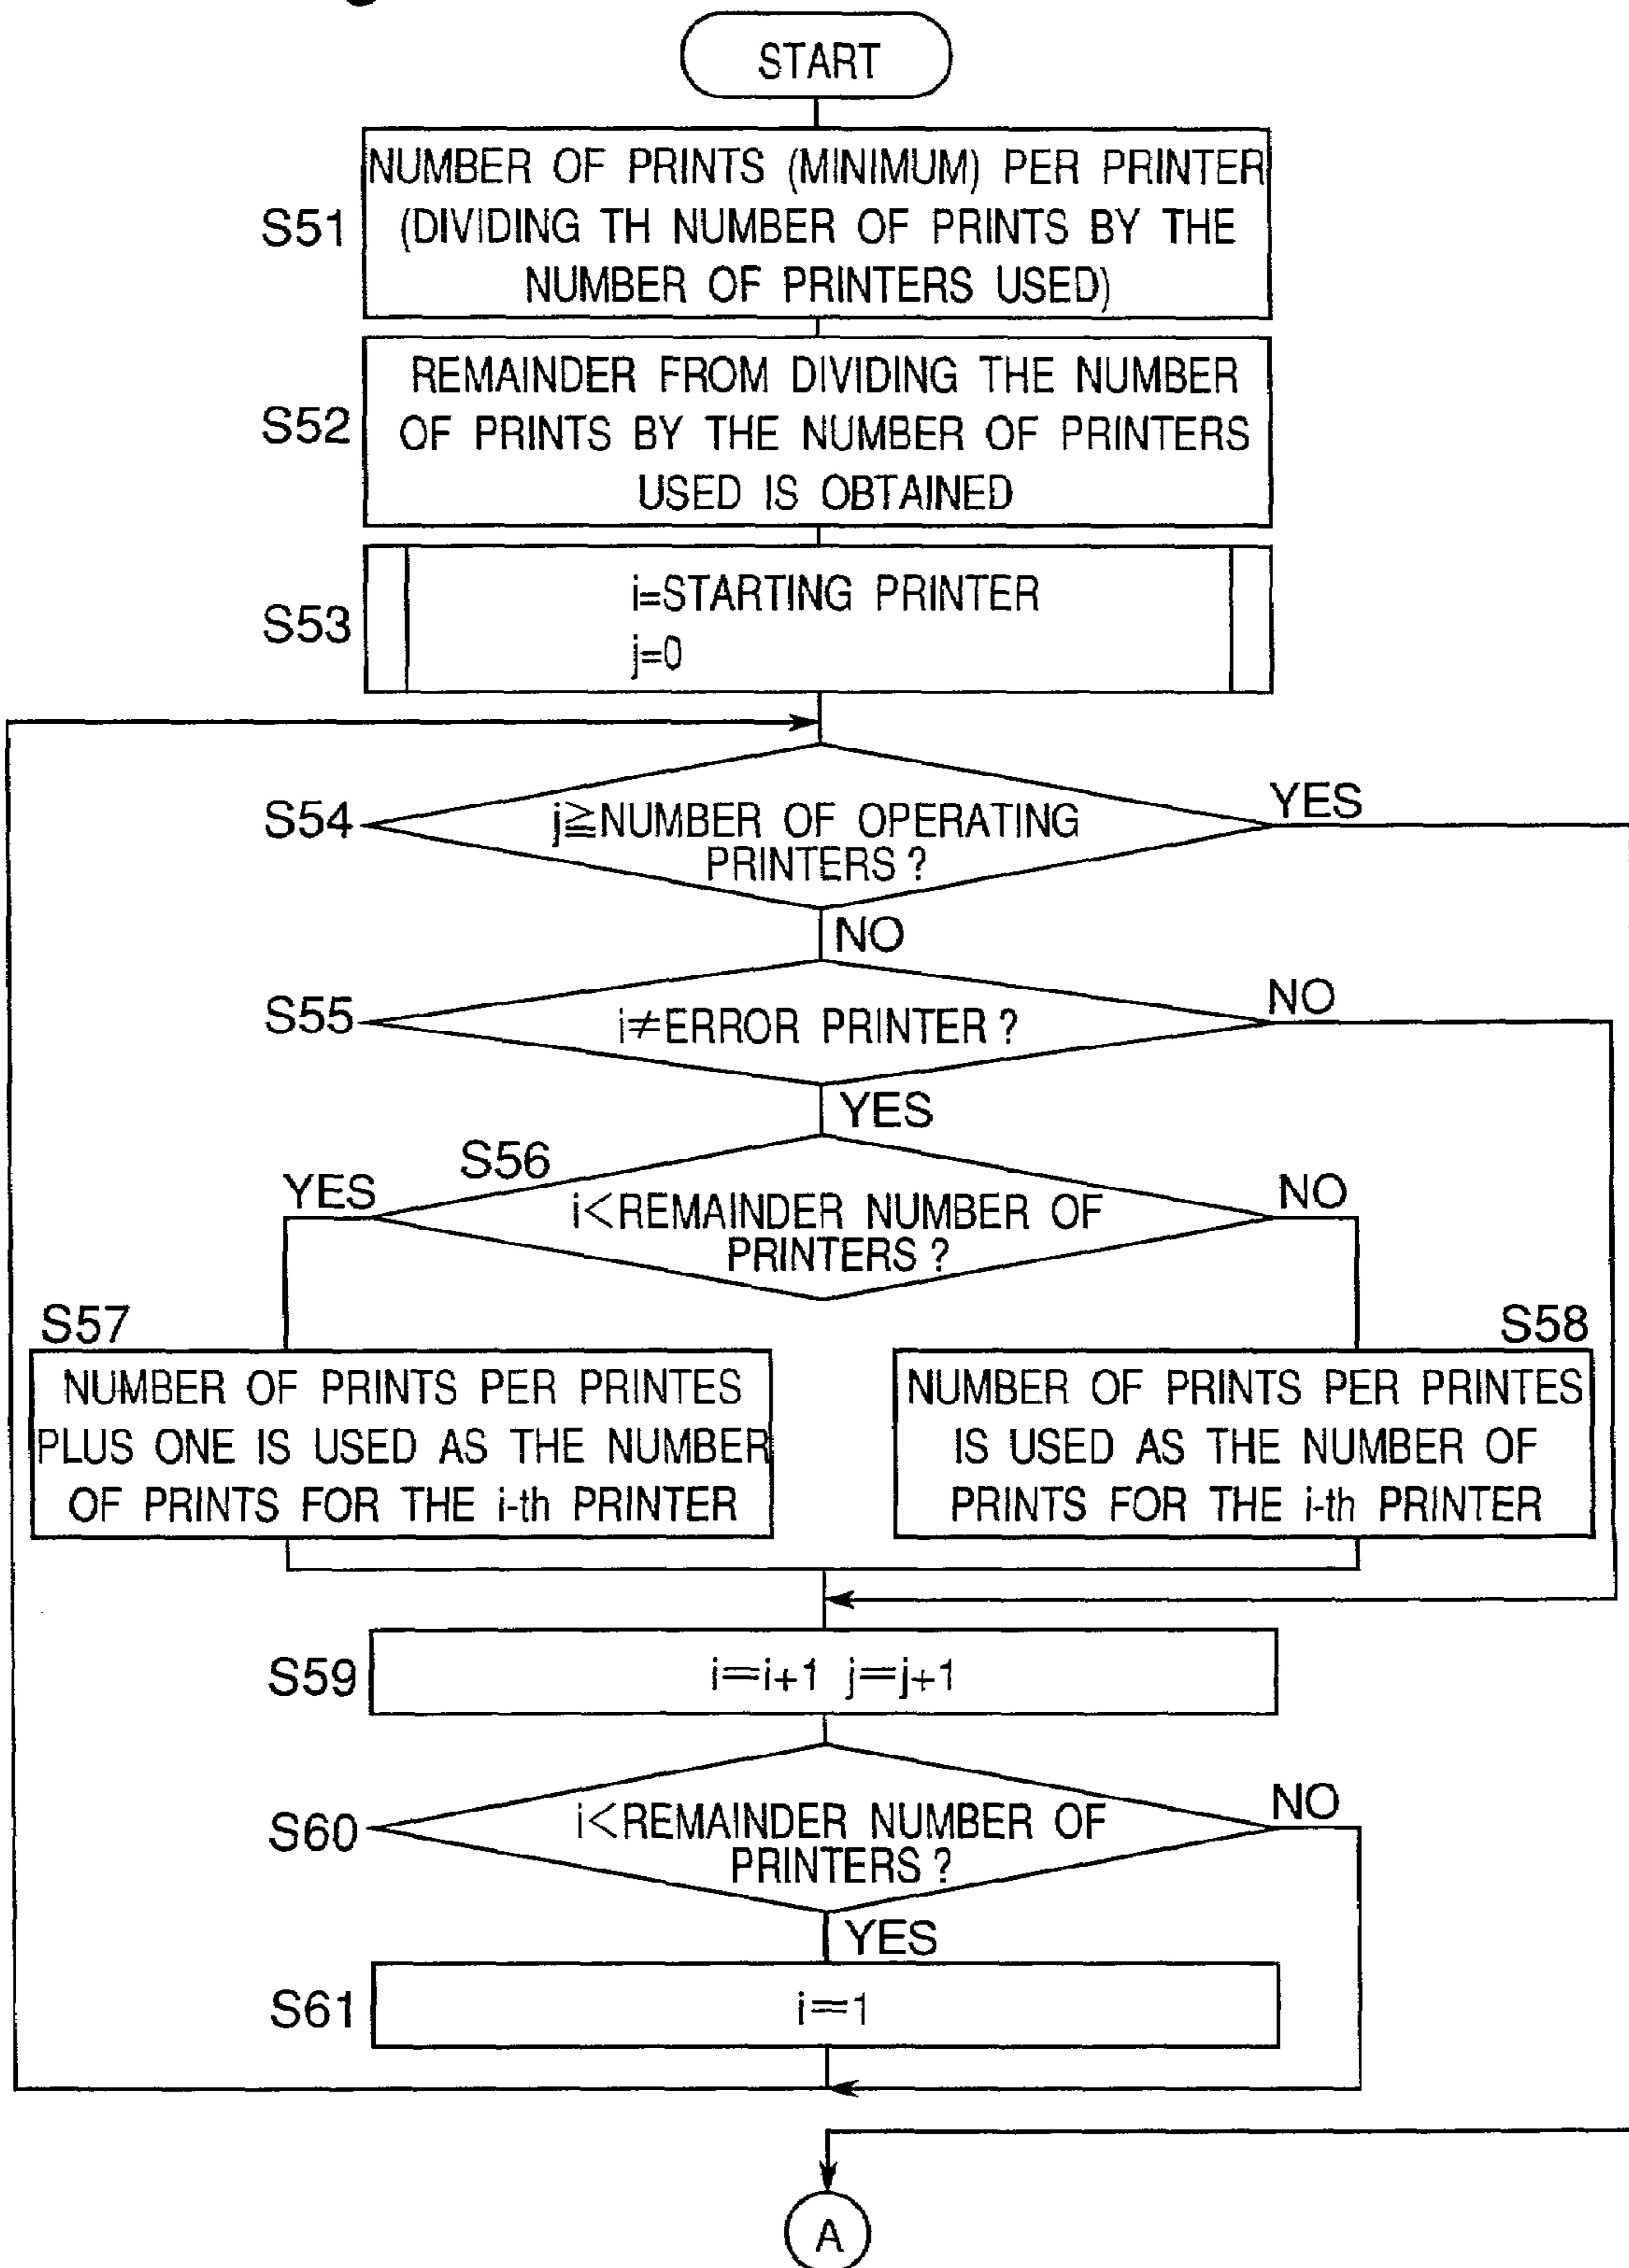 START
NUMBER OF PRINTS (MINIMUM) PER PRINTER
S51
(DIVIDING TH NUMBER OF PRINTS BY THE
NUMBER OF PRINTERS USED)
REMAINDER FROM DIVIDING THE NUMBER
S52
OF PRINTS BY THE NUMBER OF PRINTERS
USED IS OBTAINED
S53
i=STARTING PRINTER
j=0
S54
j≧NUMBER OF OPERATING
PRINTERS?
YES
NO
S55
i≠ERROR PRINTER?
NO
YES
S56
YES
i<REMAINDER NUMBER OF
PRINTERS?
NO
S57
NUMBER OF PRINTS PER PRINTES
PLUS ONE IS USED AS THE NUMBER
OF PRINTS FOR THE i-th PRINTER
S58
NUMBER OF PRINTS PER PRINTES
IS USED AS THE NUMBER OF
PRINTS FOR THE i-th PRINTER
S59
i=i+1 j=j+1
S60
i<REMAINDER NUMBER OF
PRINTERS?
NO
YES
S61
i=1
A